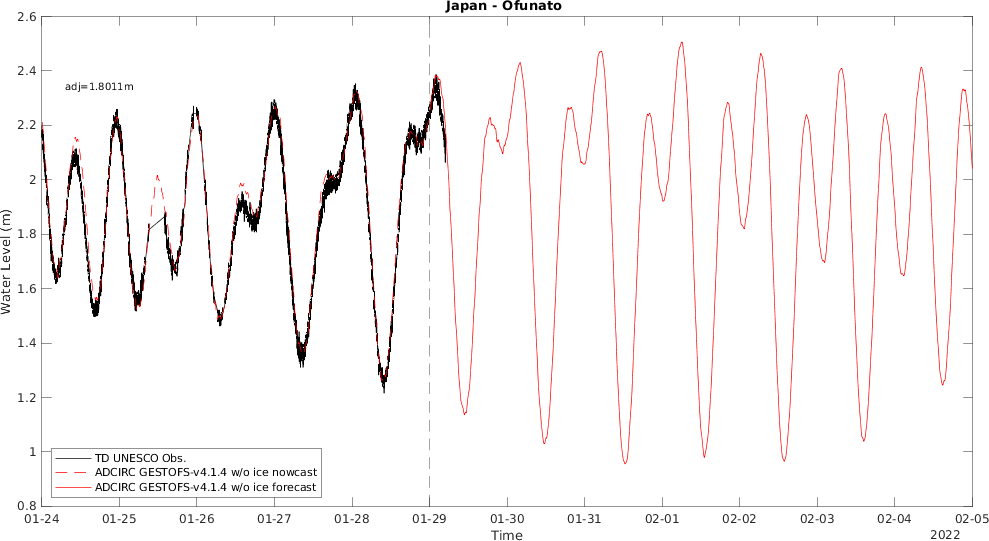 Japan - Ofunato
2.6
2.4
2.2
2
1.8
1.6
1.4
1.2
1
0.8
Water Level (m)
adj=1.8011m
TD UNESCO Obs.
ADCIRC GESTOFS-v4.1.4 w/o ice nowcast
ADCIRC GESTOFS-v4.1.4 w/o ice forecast
01-24 01-25 01-26 01-27 01-28 01-29 01-30 01-31 02-01 02-02 02-03 02-04 02-05
Time
2022